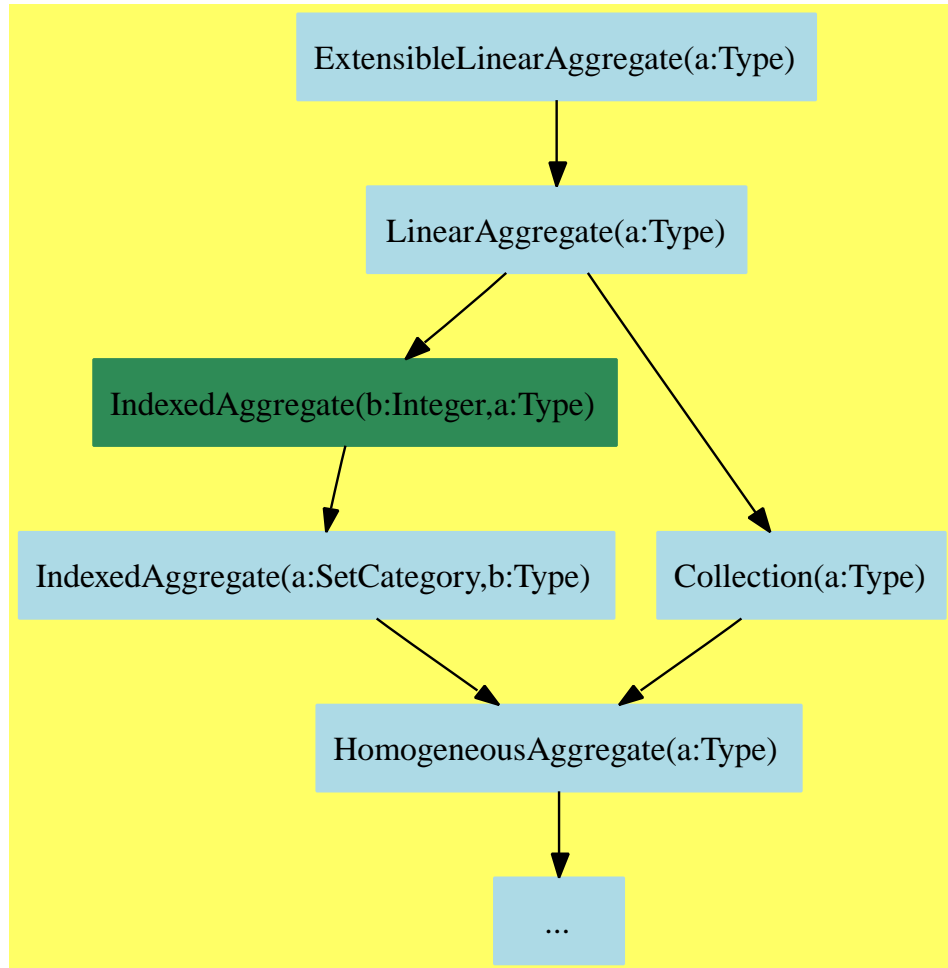 ExtensibleLinearAggregate(a:Type)
LinearAggregate(a:Type)
IndexedAggregate(b:Integer,a:Type)
IndexedAggregate(a:SetCategory,b:Type)
Collection(a:Type)
HomogeneousAggregate(a:Type)
...